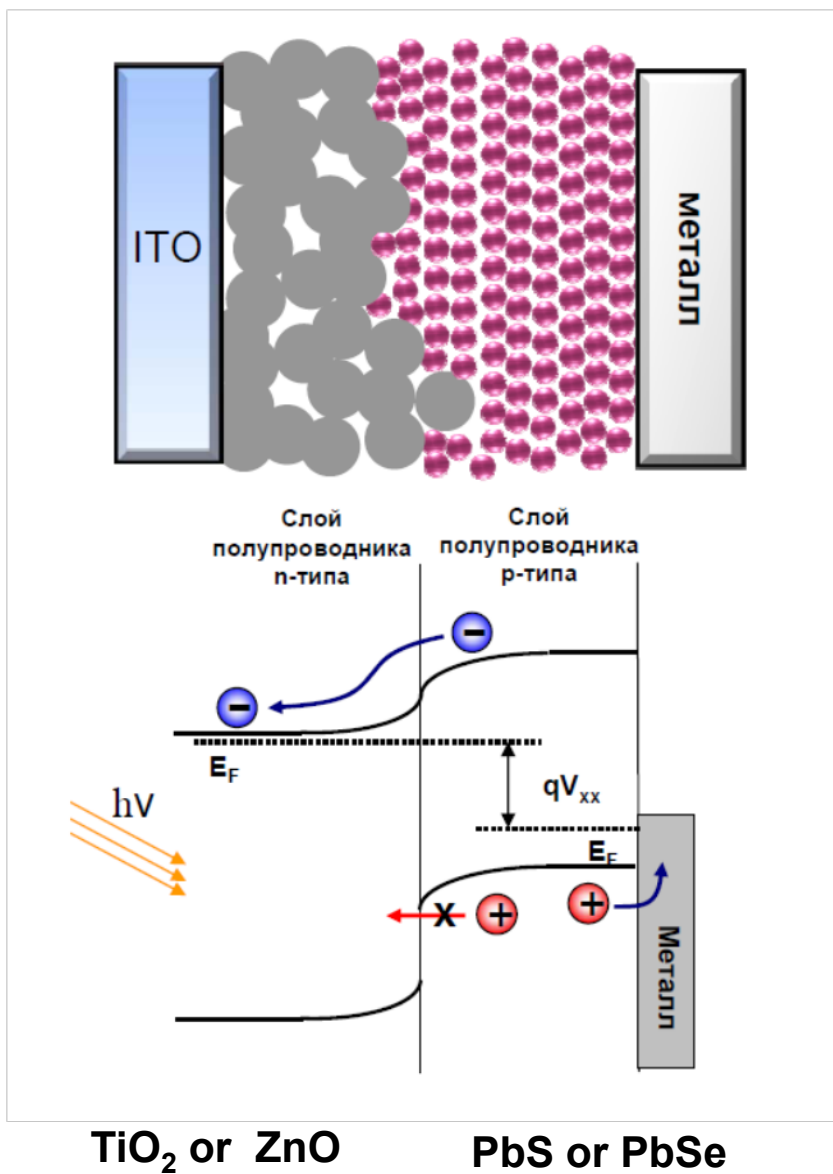 ITO
металл
Слой
полупроводника
n-типа
Слой
полупроводника
p-типа
−
−
E_F
qV_xx
hν
E_F
X
+
+
Металл
TiO₂ or ZnO
PbS or PbSe